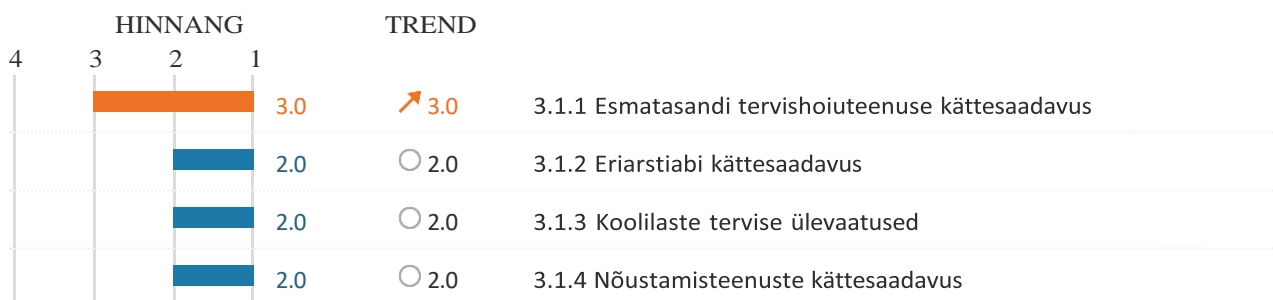 HINNANG TREND
4 3 2 1
3.0 3.0 3.1.1 Esmatasandi tervishoiuteenuse kättesaadavus
2.0 2.0 3.1.2 Eriarstiabi kättesaadavus
2.0 2.0 3.1.3 Koolilaste tervise ülevaatused
2.0 2.0 3.1.4 Nõustamisteenuste kättesaadavus